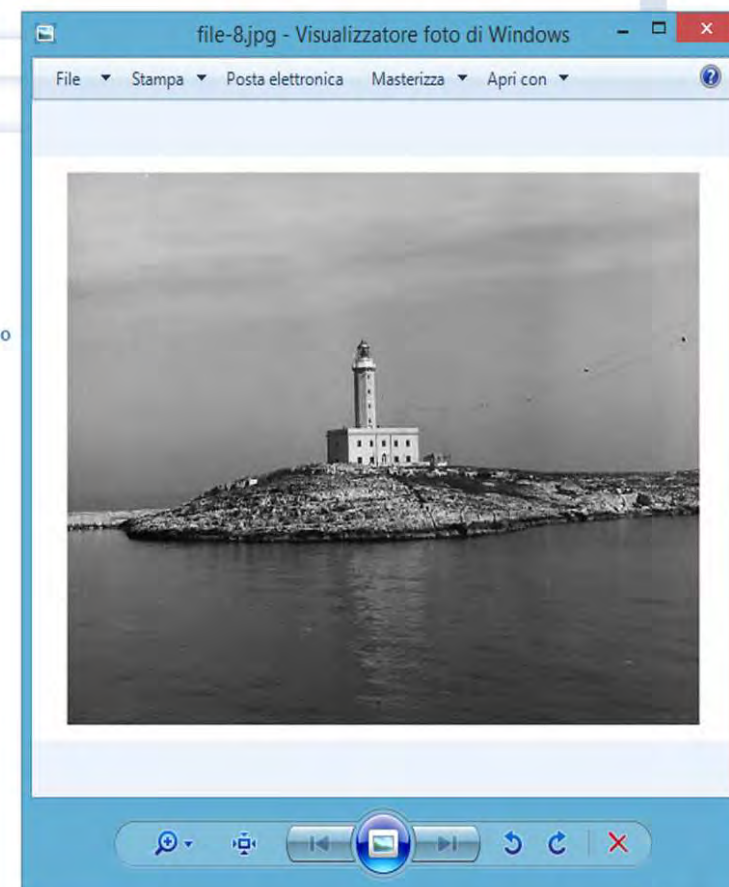 file-8.jpg - Visualizzatore foto di Windows
File Stampa Posta elettronica Masterizza Apri con
o